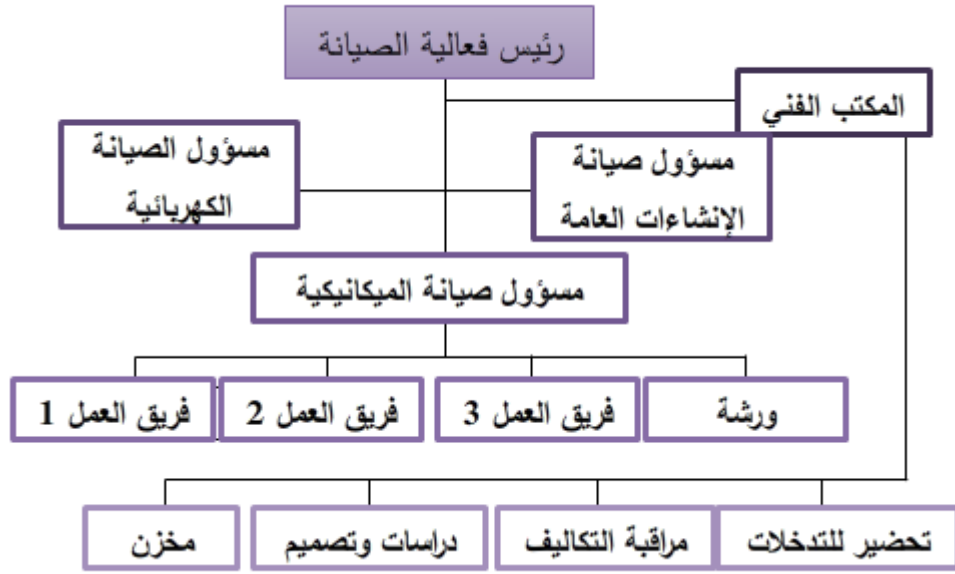 رئيس فعالية الصيانة
المكتب الفني
مسؤول صيانة
الإنشاءات العامة
مسؤول الصيانة
الكهربائية
مسؤول صيانة الميكانيكية
ورشة
فريق العمل 3
فريق العمل 2
فريق العمل 1
تحضير للتدخلات
مراقبة التكاليف
دراسات وتصميم
مخزن